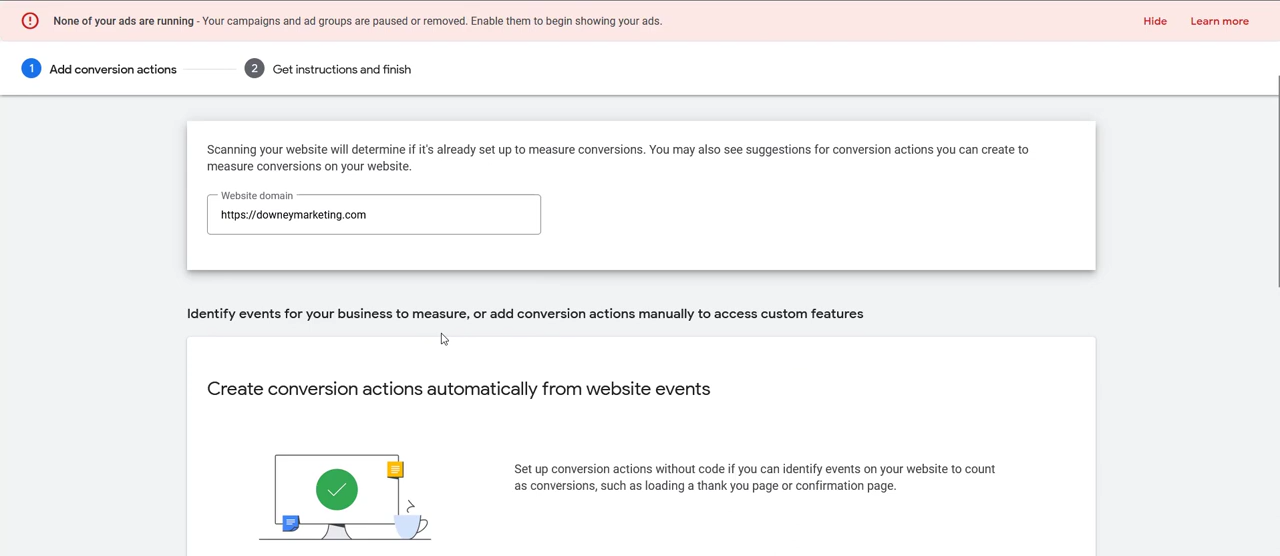 None of your ads are running - Your campaigns and ad groups are paused or removed. Enable them to begin showing your ads. Hide Learn more
1 Add conversion actions 2 Get instructions and finish
Scanning your website will determine if it's already set up to measure conversions. You may also see suggestions for conversion actions you can create to
measure conversions on your website.
Website domain
https://downeymarketing.com
Identify events for your business to measure, or add conversion actions manually to access custom features
Create conversion actions automatically from website events
Set up conversion actions without code if you can identify events on your website to count
as conversions, such as loading a thank you page or confirmation page.